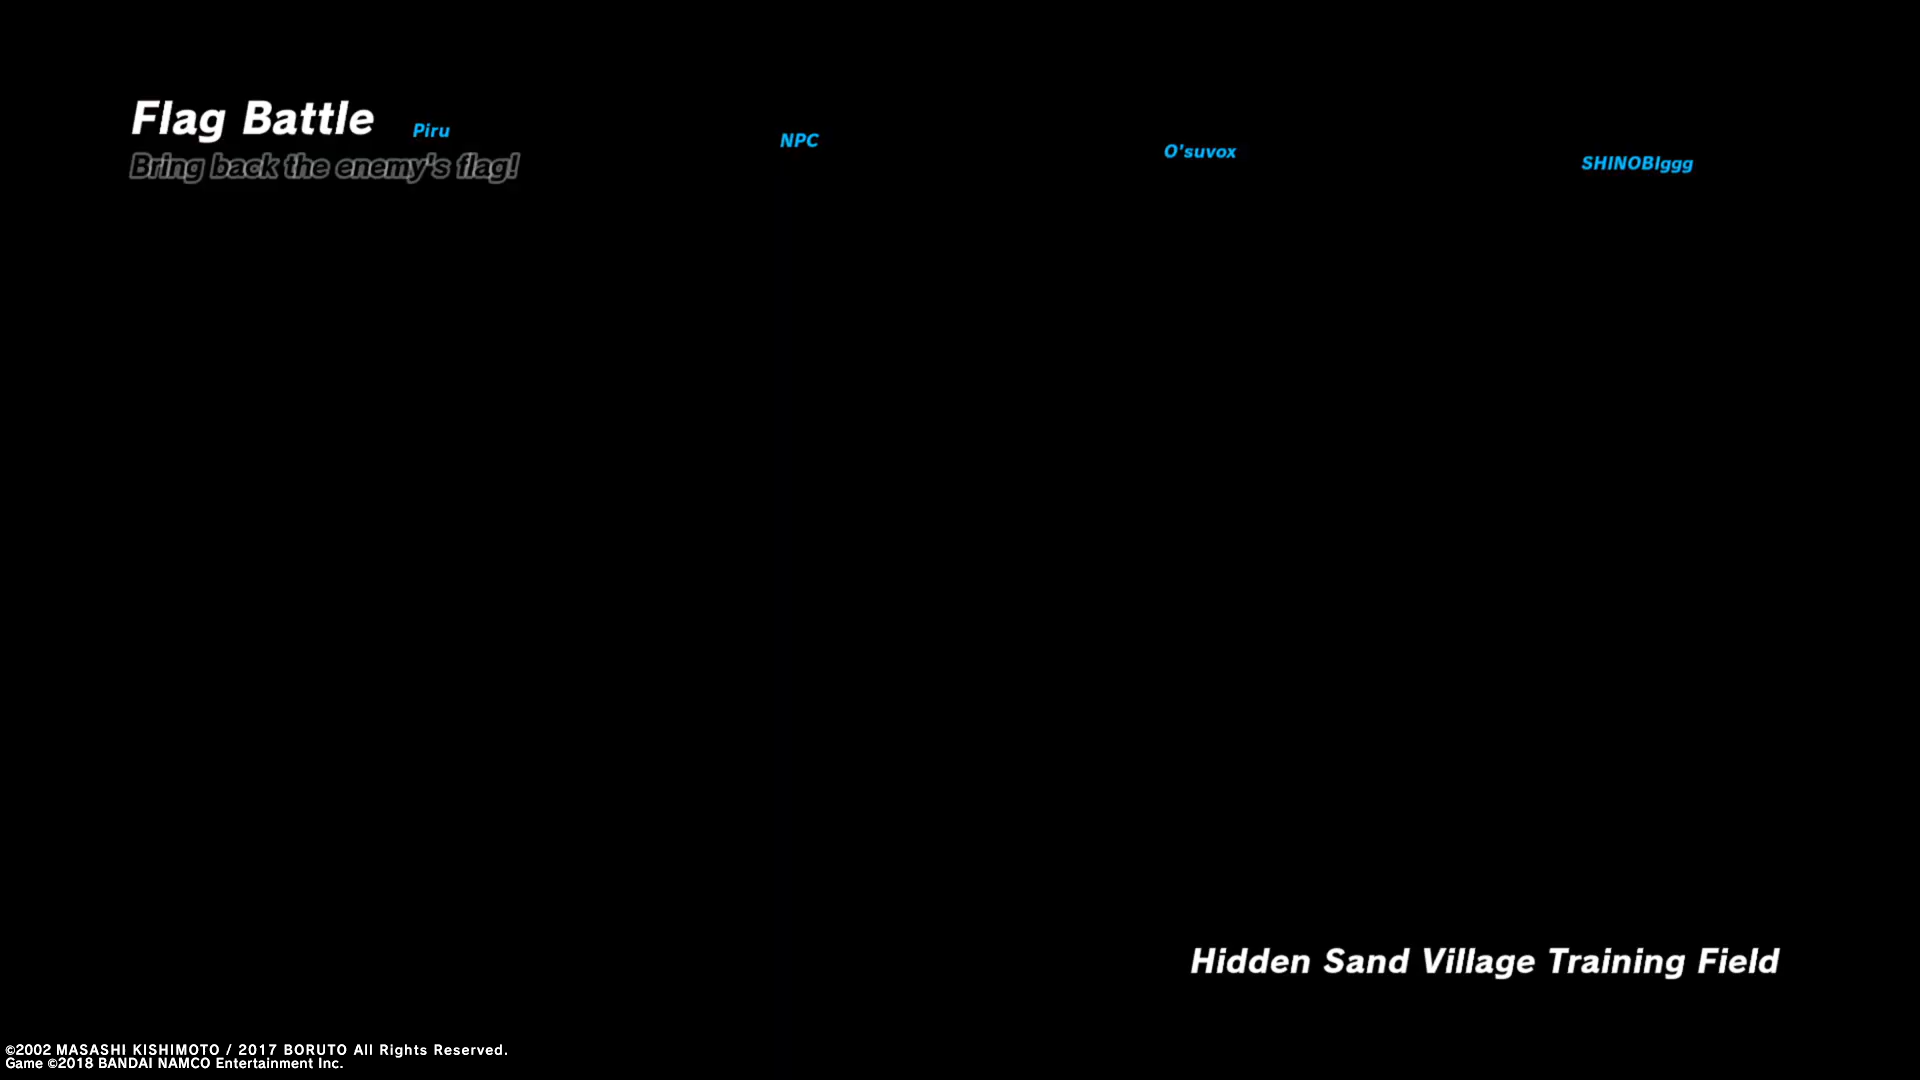 Flag Battle
Piru
NPC
O'suvox
SHINOBIggg
Bring back the enemy's flag!
Hidden Sand Village Training Field
©2002 MASASHI KISHIMOTO / 2017 BORUTO All Rights Reserved.
Game ©2018 BANDAI NAMCO Entertainment Inc.